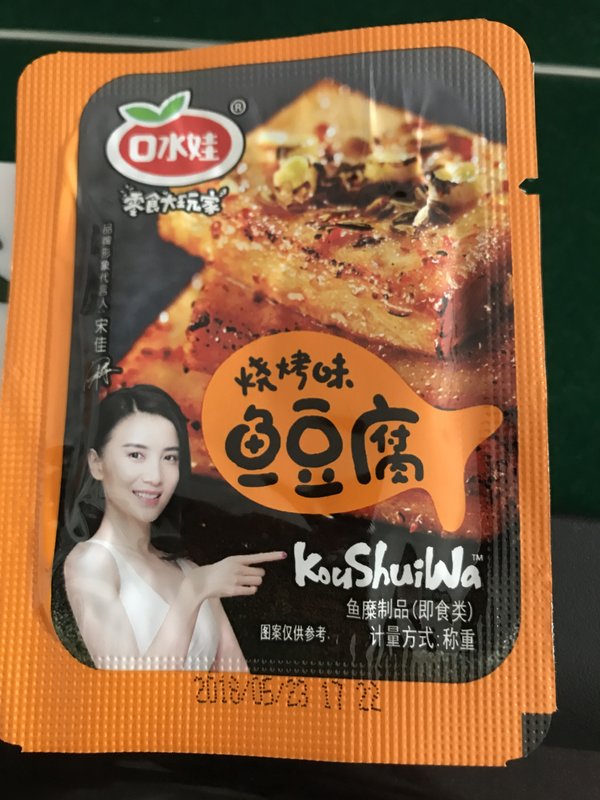 口水娃
®
零食大玩家
品牌形象代言人:宋佳
烧烤味
鱼豆腐
KouShuiWa™
鱼糜制品(即食类)
图案仅供参考.
计量方式:称重
2018/05/23 17 22